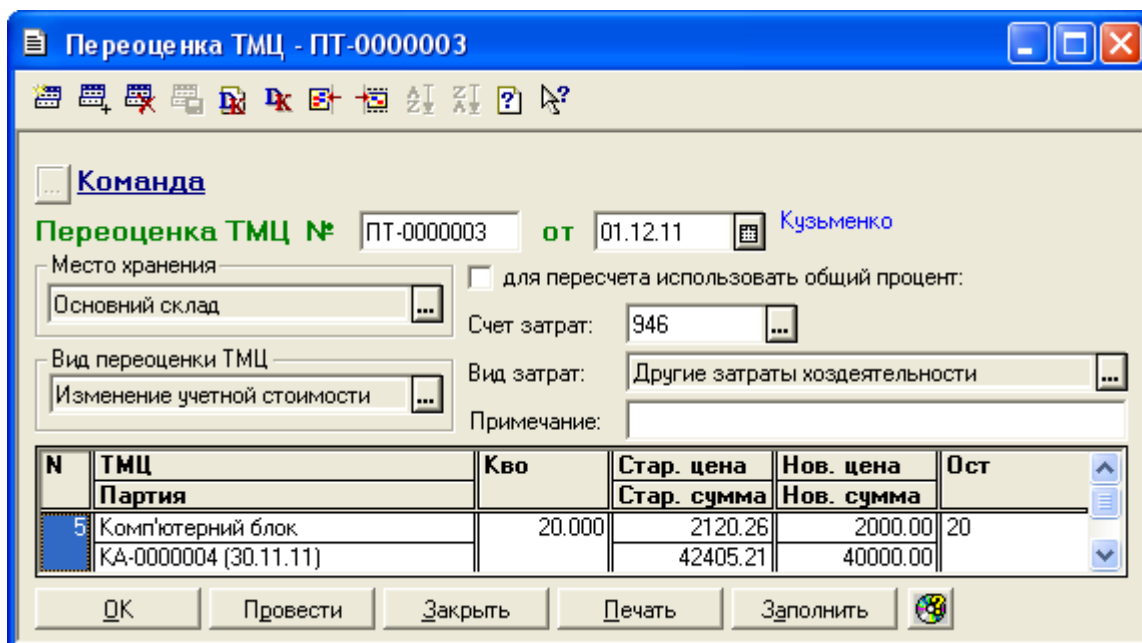 Переоценка ТМЦ - ПТ-0000003
... Команда
Переоценка ТМЦ № ПТ-0000003 от 01.12.11 Кузьменко
Место хранения
Основний склад ...
для пересчета использовать общий процент:
Счет затрат: 946 ...
Вид переоценки ТМЦ
Изменение учетной стоимости ...
Вид затрат: Другие затраты хоздеятельности ...
Примечание:
N ТМЦ Кво Стар. цена Нов. цена Ост
Партия Стар. сумма Нов. сумма
5 Комп'ютерний блок 20.000 2120.26 2000.00 20
КА-0000004 (30.11.11) 42405.21 40000.00
OK Провести Закрыть Печать Заполнить